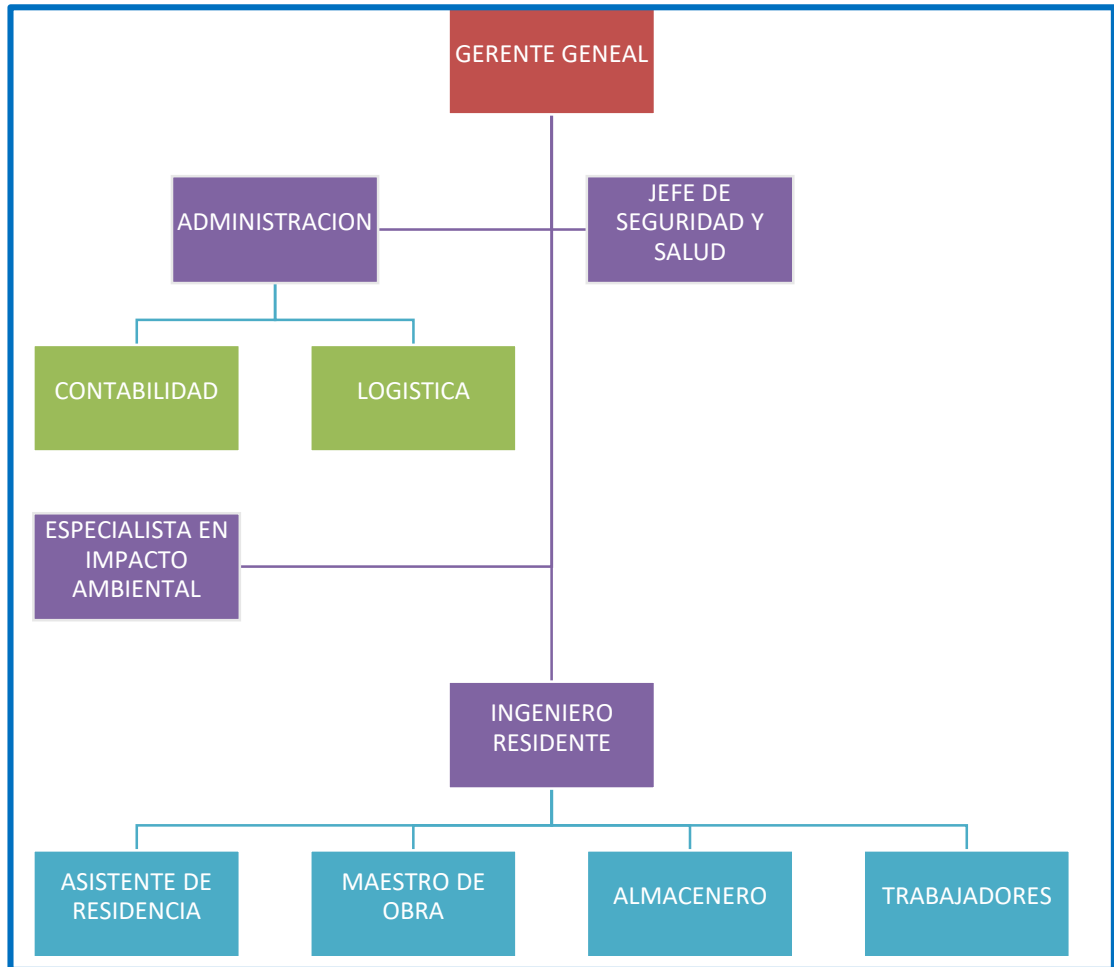 GERENTE GENEAL
ADMINISTRACION
JEFE DE
SEGURIDAD Y
SALUD
CONTABILIDAD
LOGISTICA
ESPECIALISTA EN
IMPACTO
AMBIENTAL
INGENIERO
RESIDENTE
ASISTENTE DE
RESIDENCIA
MAESTRO DE
OBRA
ALMACENERO
TRABAJADORES